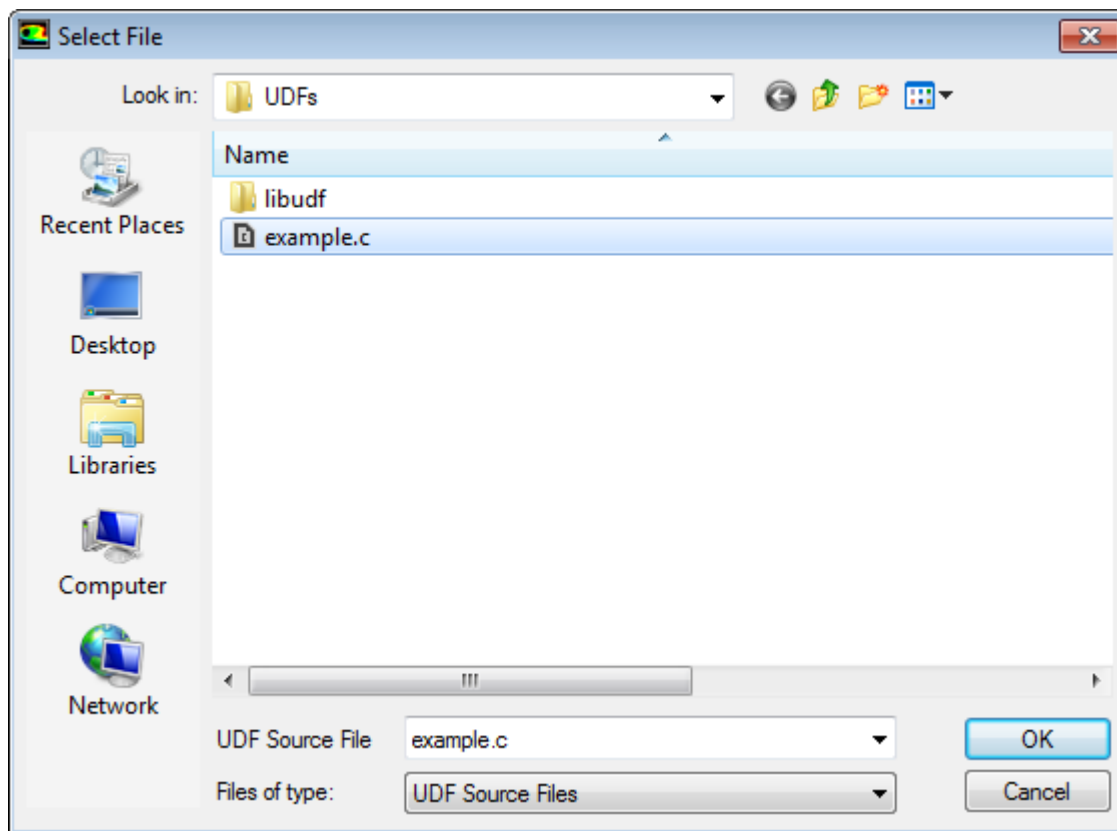 Select File
Look in: UDFs
Name
libudf
example.c
Recent Places
Desktop
Libraries
Computer
Network
UDF Source File example.c OK
Files of type: UDF Source Files Cancel